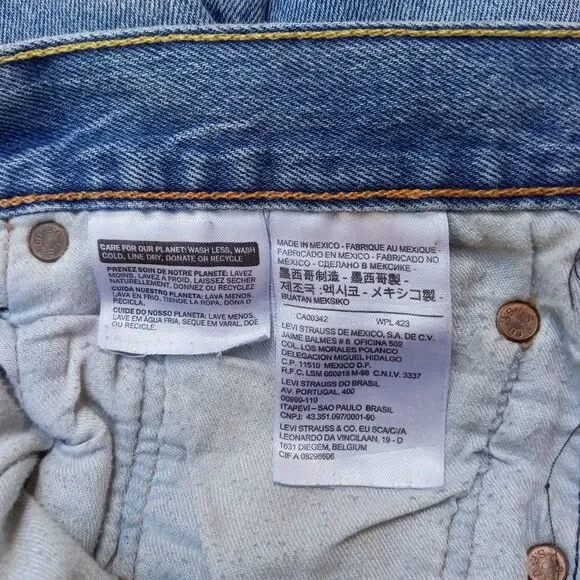 CARE FOR OUR PLANET: WASH LESS, WASH
COLD, LINE DRY, DONATE OR RECYCLE
PRENEZ SOIN DE NOTRE PLANETE: LAVEZ
MOINS, LAVEZ À FROID, LAISSEZ SÉCHER
NATURELLEMENT, DONNEZ OU RECYCLEZ
CUIDA NUESTRO PLANETA: LAVA MENOS,
LAVA EN FRIO, TIENDE LA ROPA, DONA O
RECICLA.
CUIDE DO NOSSO PLANETA: LAVE MENOS,
LAVE EM ÁGUA FRIA, SEQUE EM VARAL, DOE
OU RECICLE.
MADE IN MEXICO - FABRIQUE AU MEXIQUE -
FABRICADO EN MEXICO - FABRICADO NO
MEXICO - СДЕЛАНО В МЕКСИКЕ -
墨西哥制造 - 墨西哥製 -
제조국 : 멕시코 - メキシコ製 -
BUATAN MEKSIKO
CA00342 WPL 423
LEVI STRAUSS DE MEXICO, S.A. DE C.V.
JAIME BALMES # 8 OFICINA 502
COL. LOS MORALES POLANCO
DELEGACION MIGUEL HIDALGO
C.P. 11510 MEXICO D.F.
R.F.C. LSM 660818 M-98 C.N.I.V. 3337
LEVI STRAUSS DO BRASIL
AV. PORTUGAL, 400
06690-110
ITAPEVI – SAO PAULO BRASIL
CNPJ: 43.351.097/0001-90
LEVI STRAUSS & CO. EU SCA/CVA
LEONARDO DA VINCILAAN, 19 - D
1831 DIEGEM, BELGIUM
CIF A 08298606